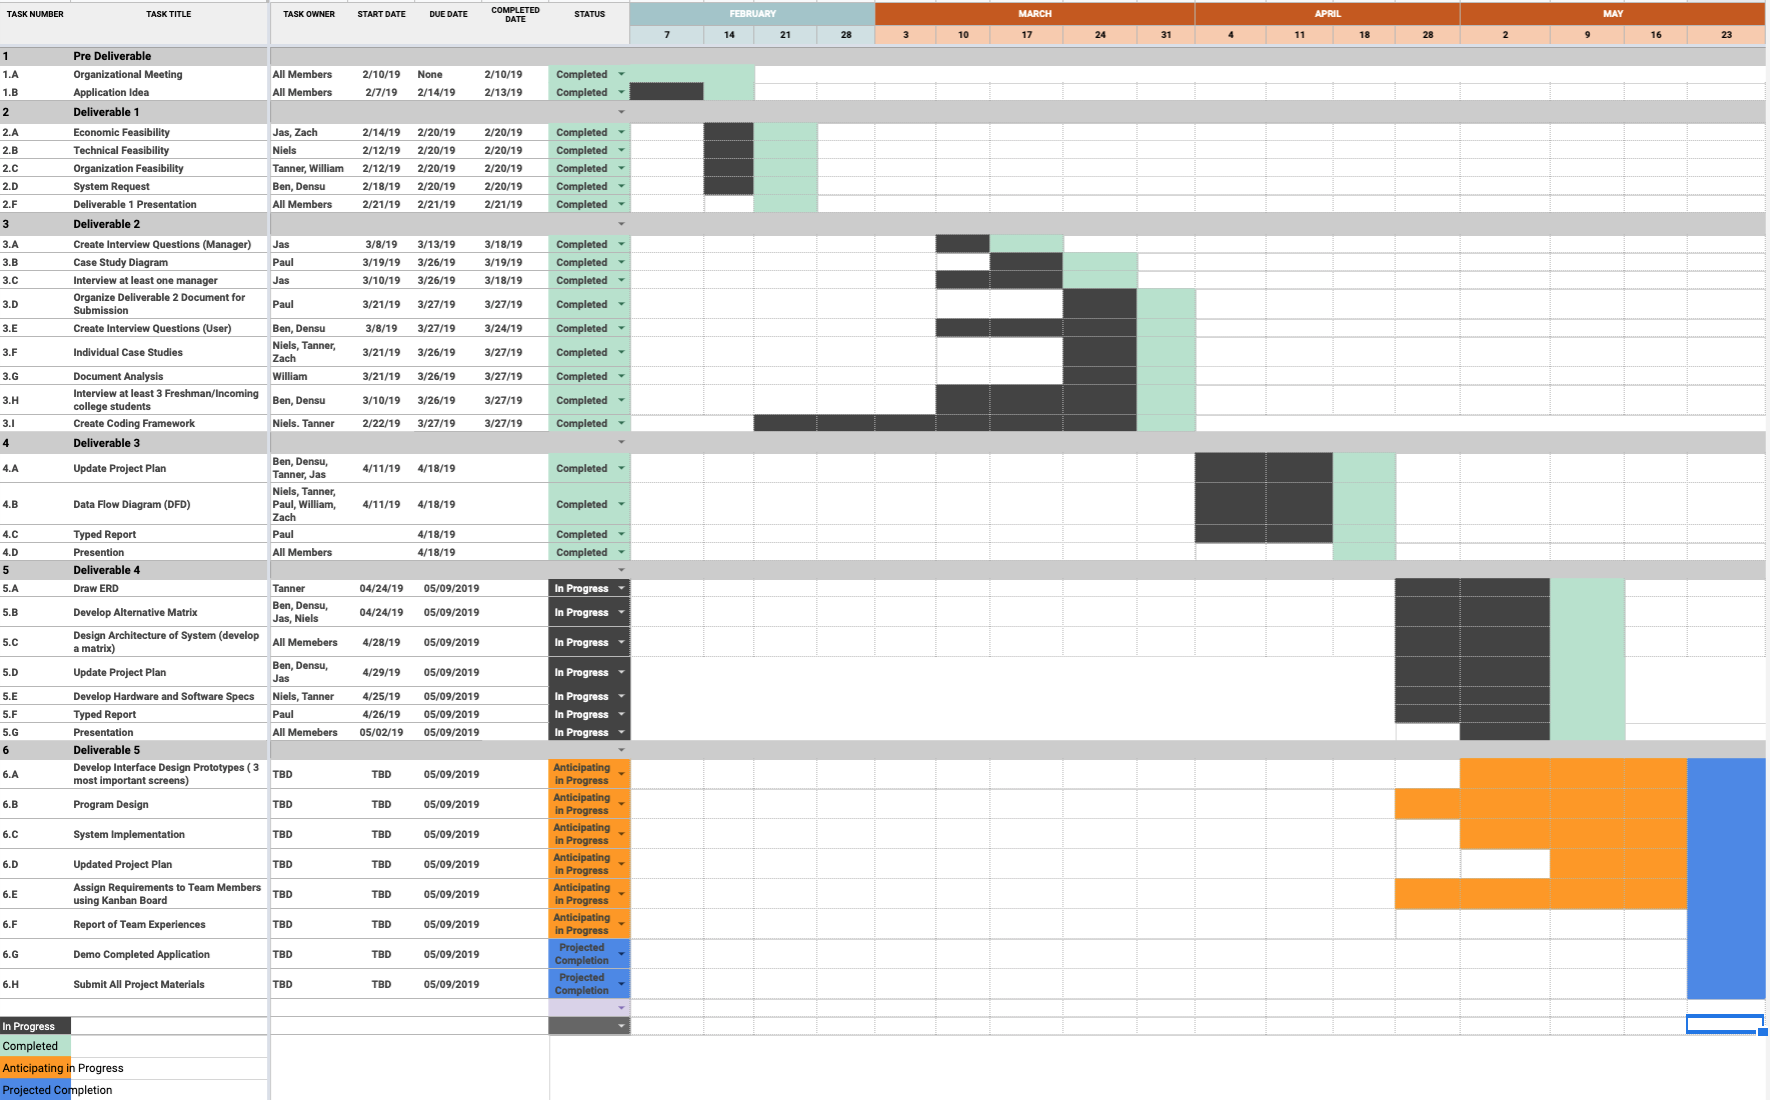 TASK NUMBER TASK TITLE TASK OWNER START DATE DUE DATE COMPLETED DATE STATUS FEBRUARY MARCH APRIL MAY
7 14 21 28 3 10 17 24 31 4 11 18 28 2 9 16 23
1 Pre Deliverable
1.A Organizational Meeting All Members 2/10/19 None 2/10/19 Completed
1.B Application Idea All Members 2/7/19 2/14/19 2/13/19 Completed
2 Deliverable 1
2.A Economic Feasibility Jas, Zach 2/14/19 2/20/19 2/20/19 Completed
2.B Technical Feasibility Niels 2/12/19 2/20/19 2/20/19 Completed
2.C Organization Feasibility Tanner, William 2/12/19 2/20/19 2/20/19 Completed
2.D System Request Ben, Densu 2/18/19 2/20/19 2/20/19 Completed
2.F Deliverable 1 Presentation All Members 2/21/19 2/21/19 2/21/19 Completed
3 Deliverable 2
3.A Create Interview Questions (Manager) Jas 3/8/19 3/13/19 3/18/19 Completed
3.B Case Study Diagram Paul 3/19/19 3/26/19 3/19/19 Completed
3.C Interview at least one manager Jas 3/10/19 3/26/19 3/18/19 Completed
3.D Organize Deliverable 2 Document for Submission Paul 3/21/19 3/27/19 3/27/19 Completed
3.E Create Interview Questions (User) Ben, Densu 3/8/19 3/27/19 3/24/19 Completed
3.F Individual Case Studies Niels, Tanner, Zach 3/21/19 3/26/19 3/27/19 Completed
3.G Document Analysis William 3/21/19 3/26/19 3/27/19 Completed
3.H Interview at least 3 Freshman/Incoming college students Ben, Densu 3/10/19 3/26/19 3/27/19 Completed
3.I Create Coding Framework Niels. Tanner 2/22/19 3/27/19 3/27/19 Completed
4 Deliverable 3
4.A Update Project Plan Ben, Densu, Tanner, Jas 4/11/19 4/18/19 Completed
4.B Data Flow Diagram (DFD) Niels, Tanner, Paul, William, Zach 4/11/19 4/18/19 Completed
4.C Typed Report Paul 4/18/19 Completed
4.D Presention All Members 4/18/19 Completed
5 Deliverable 4
5.A Draw ERD Tanner 04/24/19 05/09/2019 In Progress
5.B Develop Alternative Matrix Ben, Densu, Jas, Niels 04/24/19 05/09/2019 In Progress
5.C Design Architecture of System (develop a matrix) All Memebers 4/28/19 05/09/2019 In Progress
5.D Update Project Plan Ben, Densu, Jas 4/29/19 05/09/2019 In Progress
5.E Develop Hardware and Software Specs Niels, Tanner 4/25/19 05/09/2019 In Progress
5.F Typed Report Paul 4/26/19 05/09/2019 In Progress
5.G Presentation All Memebers 05/02/19 05/09/2019 In Progress
6 Deliverable 5
6.A Develop Interface Design Prototypes ( 3 most important screens) TBD TBD 05/09/2019 Anticipating in Progress
6.B Program Design TBD TBD 05/09/2019 Anticipating in Progress
6.C System Implementation TBD TBD 05/09/2019 Anticipating in Progress
6.D Updated Project Plan TBD TBD 05/09/2019 Anticipating in Progress
6.E Assign Requirements to Team Members using Kanban Board TBD TBD 05/09/2019 Anticipating in Progress
6.F Report of Team Experiences TBD TBD 05/09/2019 Anticipating in Progress
6.G Demo Completed Application TBD TBD 05/09/2019 Projected Completion
6.H Submit All Project Materials TBD TBD 05/09/2019 Projected Completion
In Progress
Completed
Anticipating in Progress
Projected Completion